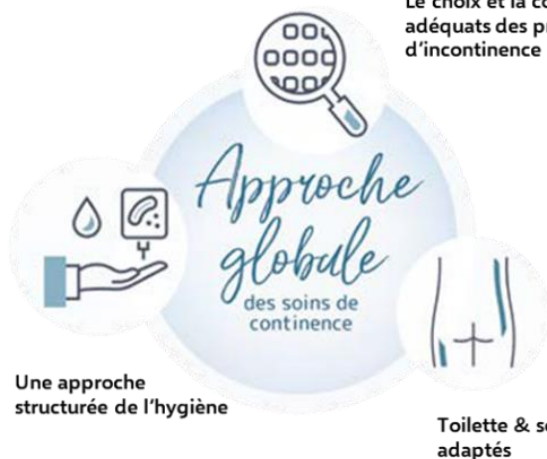 Le choix et la
adéquats des
d'incontinence
Approche
globale
des soins de
continence
Une approche
structurée de l'hygiène
Toilette &
adaptés